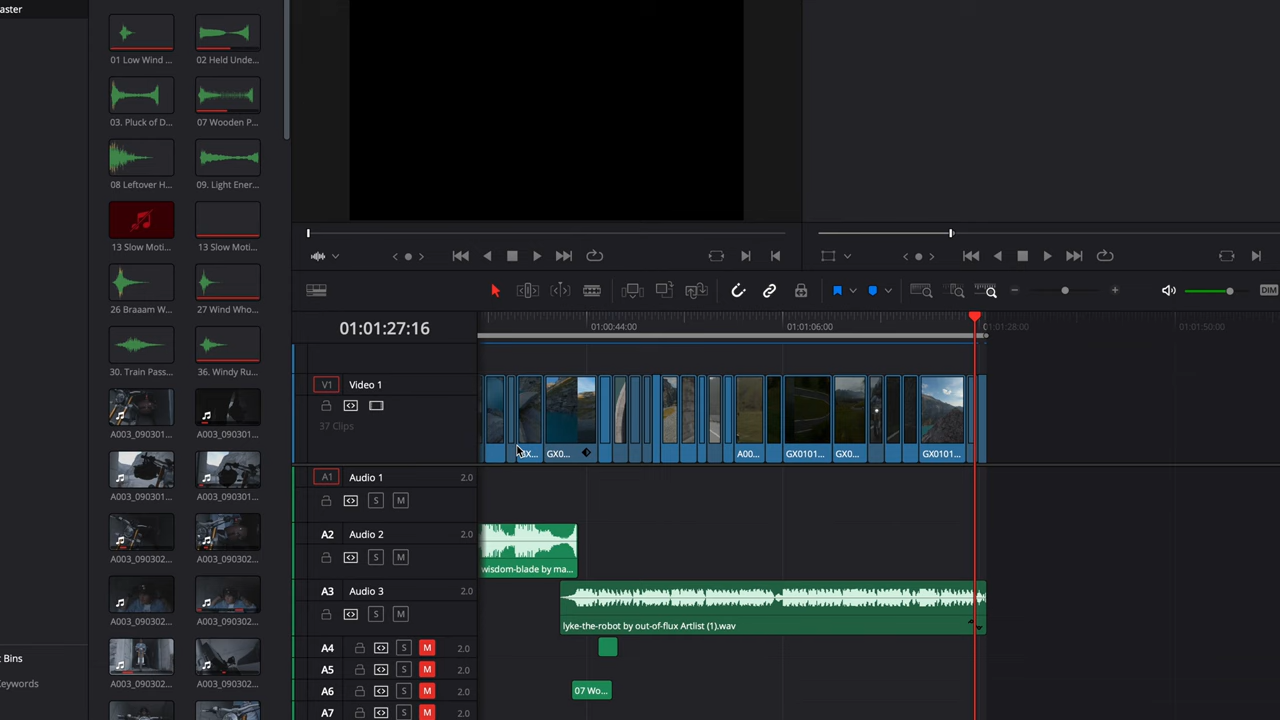 aster
01 Low Wind ...
02 Held Unde...
03. Pluck of D...
07 Wooden P...
08 Leftover H...
09. Light Ener...
13 Slow Moti...
13 Slow Moti...
26 Braaam W...
27 Wind Who...
30. Train Pass...
36. Windy Ru...
A003_090301...
A003_090301...
A003_090301...
A003_090301...
A003_090302...
A003_090302...
A003_090302...
A003_090302...
A003_090302...
A003_090302...
t Bins
Keywords
DIM
01:01:27:16
01:00:44:00
01:01:06:00
01:01:28:00
01:01:50:00
V1
Video 1
37 Clips
GX...
GX0...
A00...
GX0101...
GX0...
GX0101...
A1
Audio 1
2.0
S
M
A2
Audio 2
2.0
S
M
wisdom-blade by ma...
A3
Audio 3
2.0
S
M
lyke-the-robot by out-of-flux Artlist (1).wav
A4
S
M
2.0
A5
S
M
2.0
A6
S
M
2.0
07 Wo...
A7
S
M
2.0